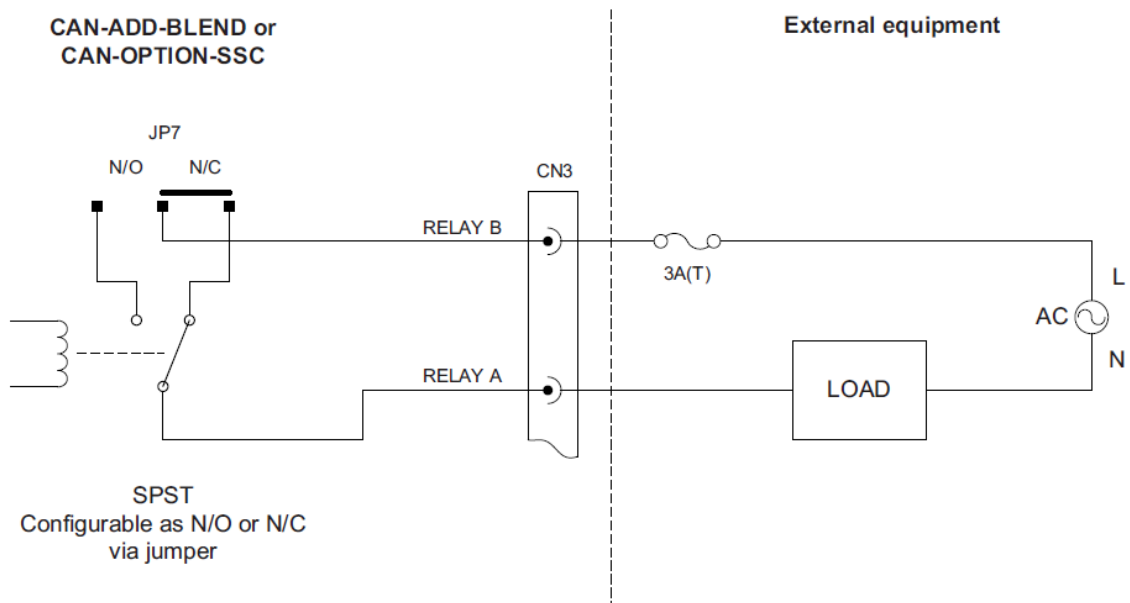 CAN-ADD-BLEND or
CAN-OPTION-SSC
External equipment
JP7
N/O
N/C
CN3
RELAY B
3A(T)
L
AC
N
RELAY A
LOAD
SPST
Configurable as N/O or N/C
via jumper